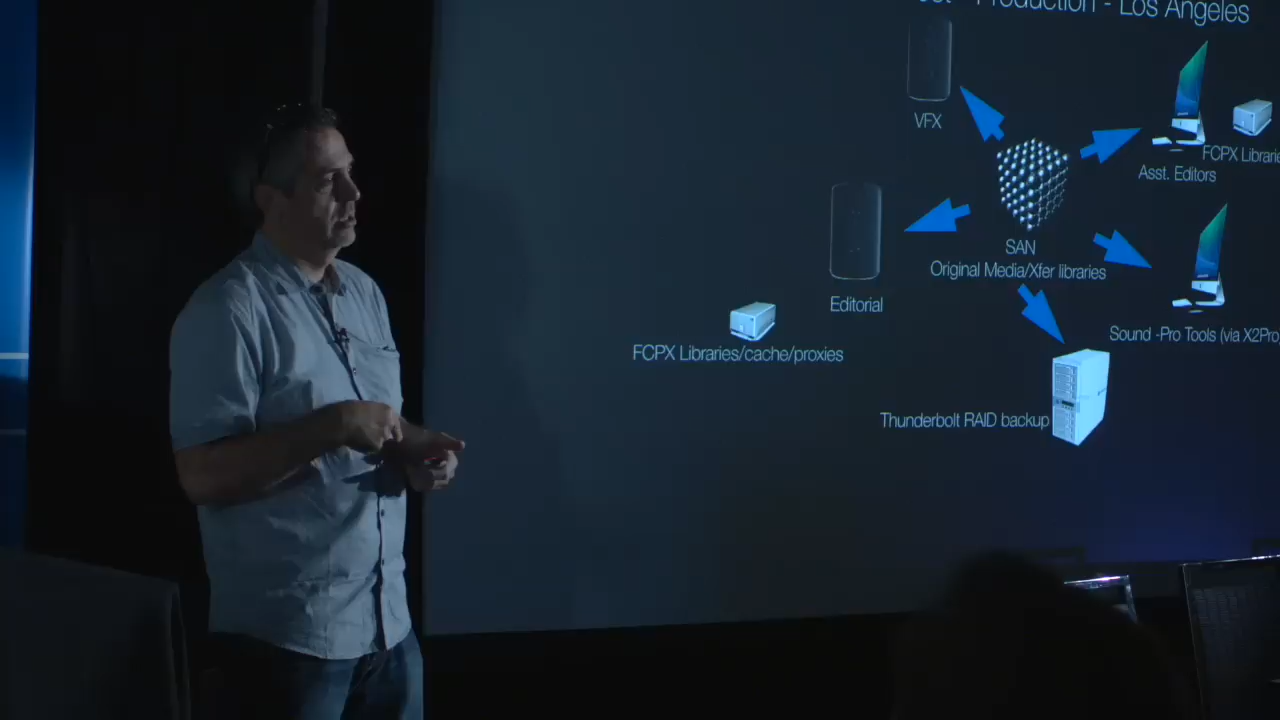 Production - Los Angeles
VFX
FCPX
Asst. Editors
SAN
Original Media/Xfer libraries
Editorial
Sound -Pro Tools (via X2Pro
FCPX Libraries/cache/proxies
Thunderbolt RAID backup